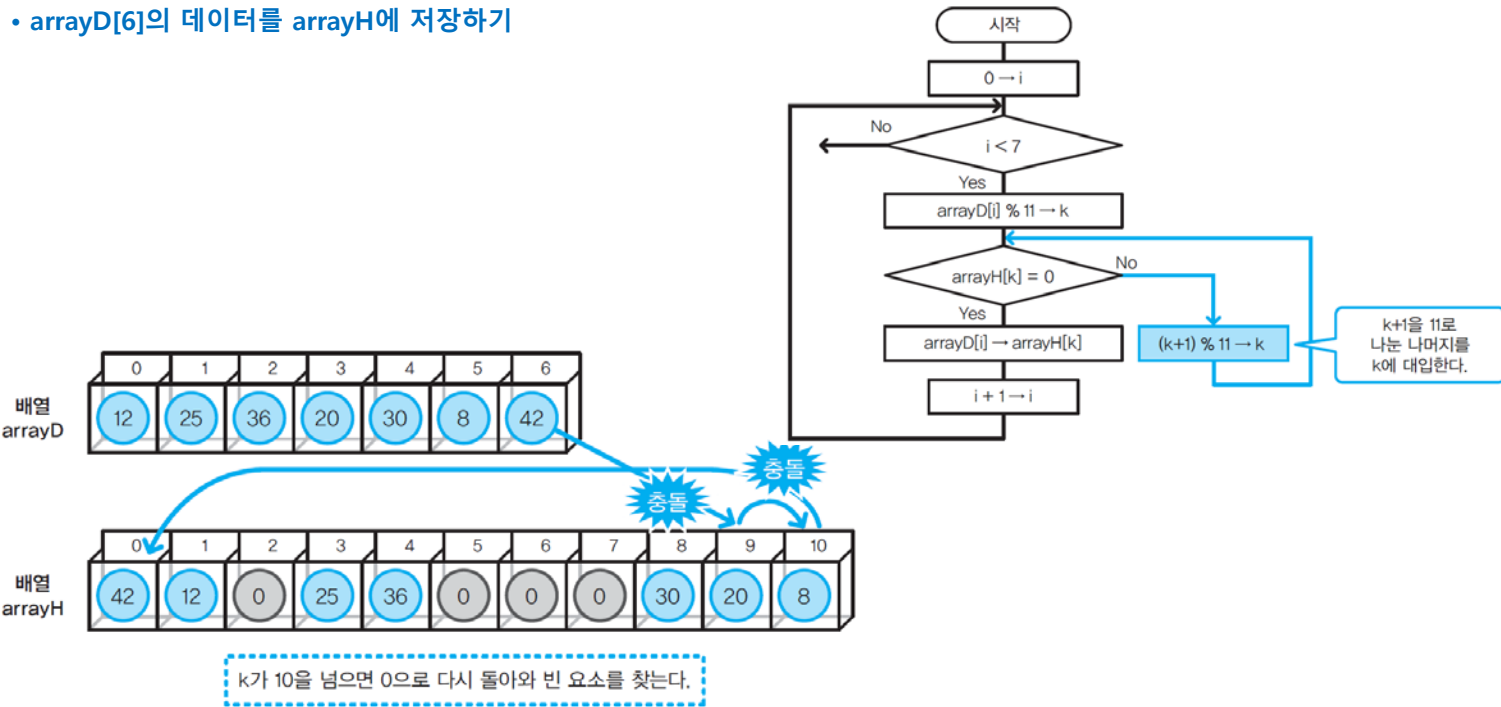 • arrayD[6]의 데이터를 arrayH에 저장하기
시작
0 → i
i < 7
No
Yes
arrayD[i] % 11 → k
arrayH[k] = 0
No
Yes
arrayD[i] → arrayH[k]
(k+1) % 11 → k
k+1을 11로
나눈 나머지를
k에 대입한다.
i + 1 → i
0 1 2 3 4 5 6
배열
arrayD
12 25 36 20 30 8 42
충돌
충돌
0 1 2 3 4 5 6 7 8 9 10
배열
arrayH
42 12 0 25 36 0 0 0 30 20 8
k가 10을 넘으면 0으로 다시 돌아와 빈 요소를 찾는다.